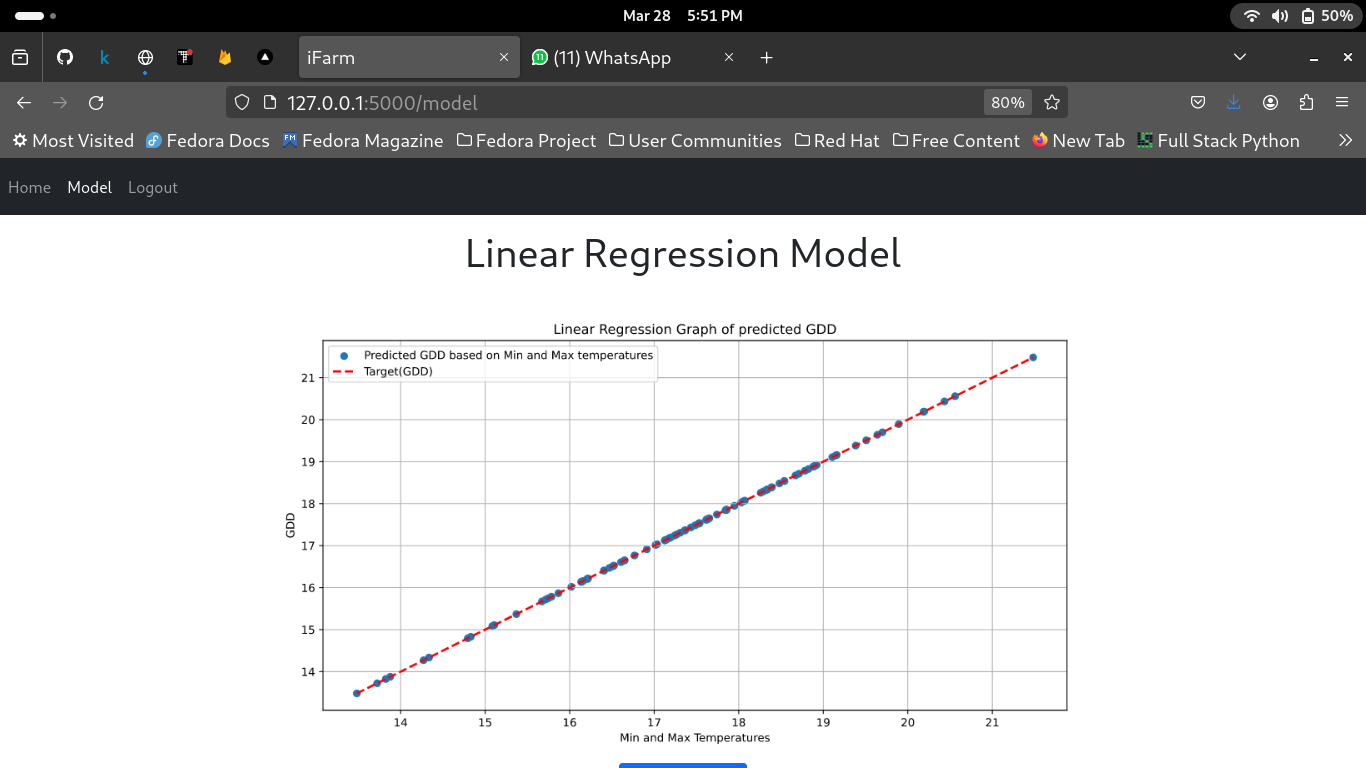 Mar 28 5:51 PM 50%
iFarm (11) WhatsApp
127.0.0.1:5000/model 80%
Most Visited Fedora Docs Fedora Magazine Fedora Project User Communities Red Hat Free Content New Tab Full Stack Python
Home Model Logout
Linear Regression Model
Linear Regression Graph of predicted GDD
Predicted GDD based on Min and Max temperatures
Target(GDD)
21
20
19
18
17
16
15
14
GDD
14 15 16 17 18 19 20 21
Min and Max Temperatures